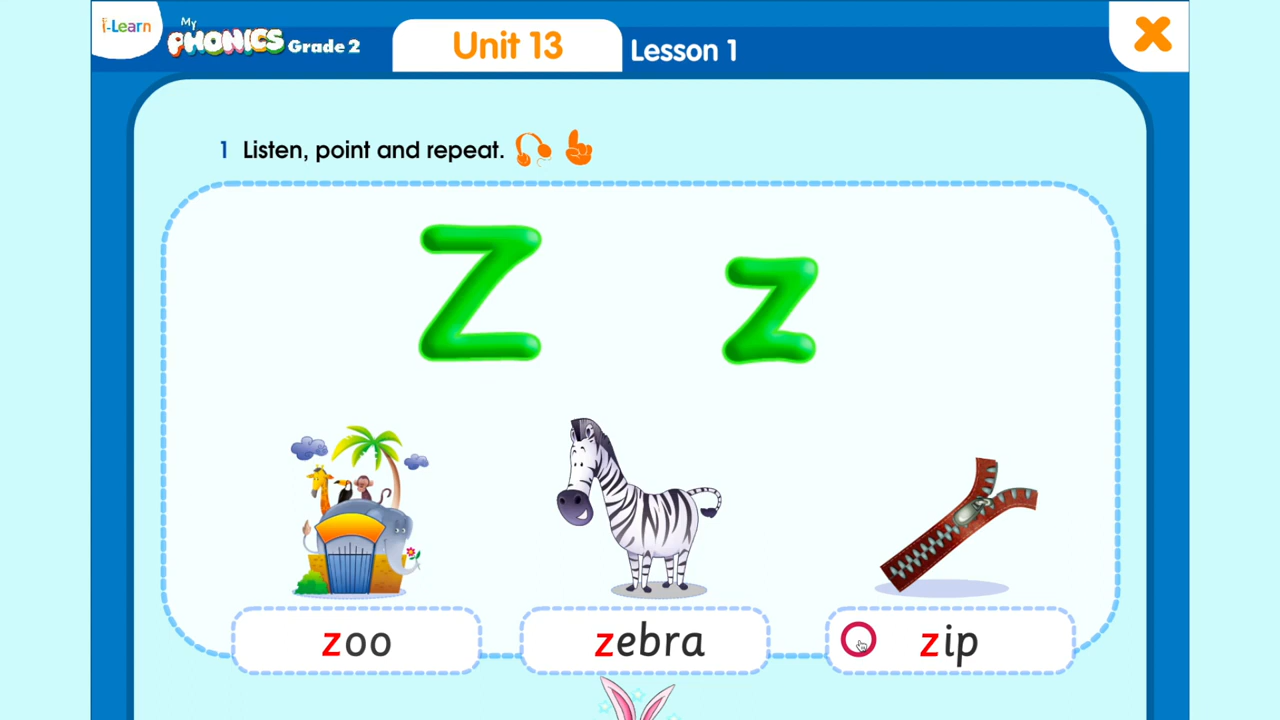 i-Learn
My
PHONICS Grade 2
Unit 13
Lesson 1
1 Listen, point and repeat.
Z z
zoo
zebra
zip